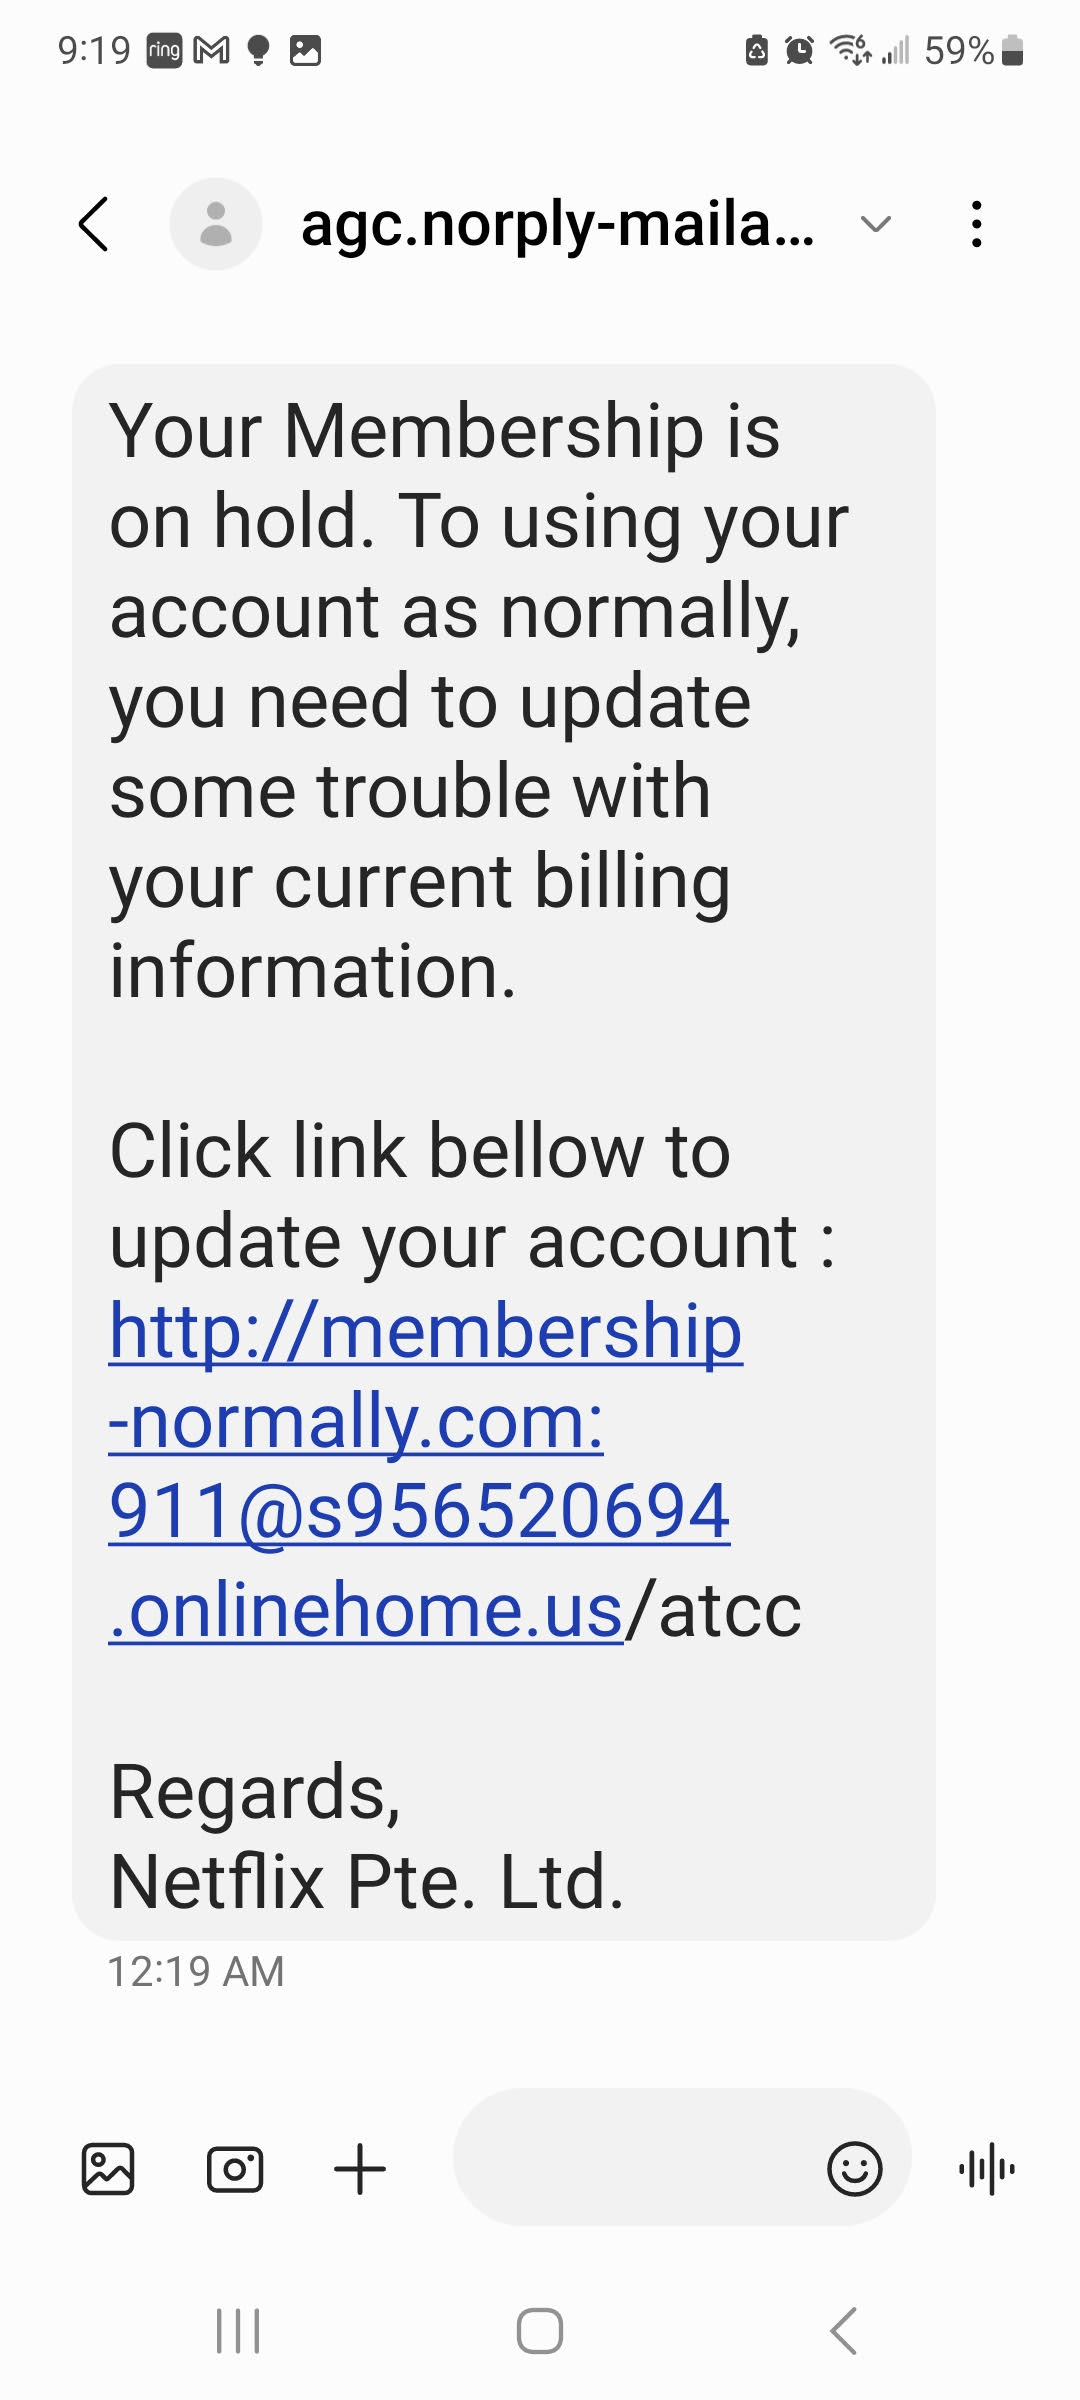 9:19 ring 59%
agc.norply-maila...
Your Membership is
on hold. To using your
account as normally,
you need to update
some trouble with
your current billing
information.
Click link bellow to
update your account :
http://membership
-normally.com:
911@s956520694
.onlinehome.us/atcc
Regards,
Netflix Pte. Ltd.
12:19 AM